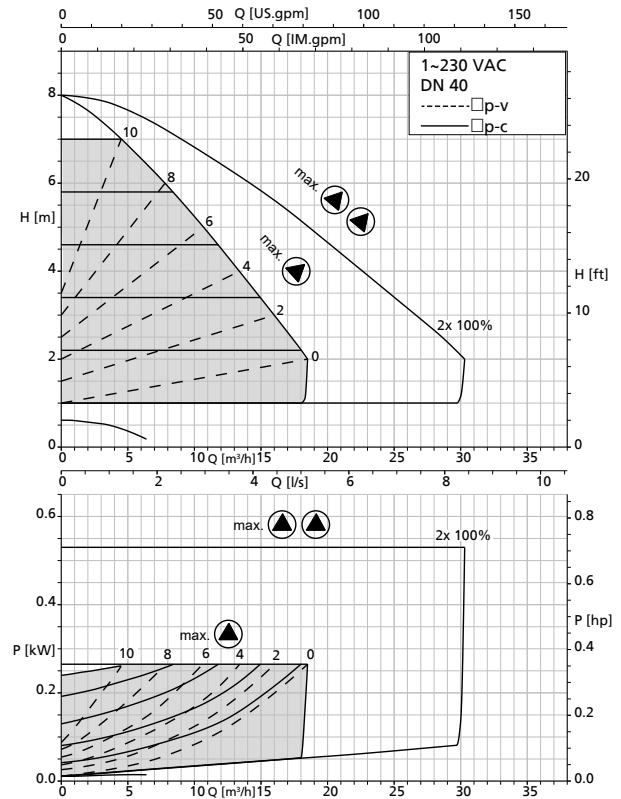 50 Q [US.gpm] 100 150
0 50 Q [IM.gpm] 100
1~230 VAC
DN 40
□p-v
□p-c
8
10
8
max.
20
6
6
H [m]
max.
4
4
H [ft]
2
10
2x 100%
2
0
0
0
0 5 10 Q [m³/h] 15 20 25 30 35
0 2 4 Q [l/s] 6 8 10
0.6
max.
2x 100%
0.8
0.6
0.4
max.
P [hp]
P [kW]
10 8 6 4 2 0
0.4
0.2
0.2
0.0
0.0
0 5 10 Q [m³/h] 15 20 25 30 35